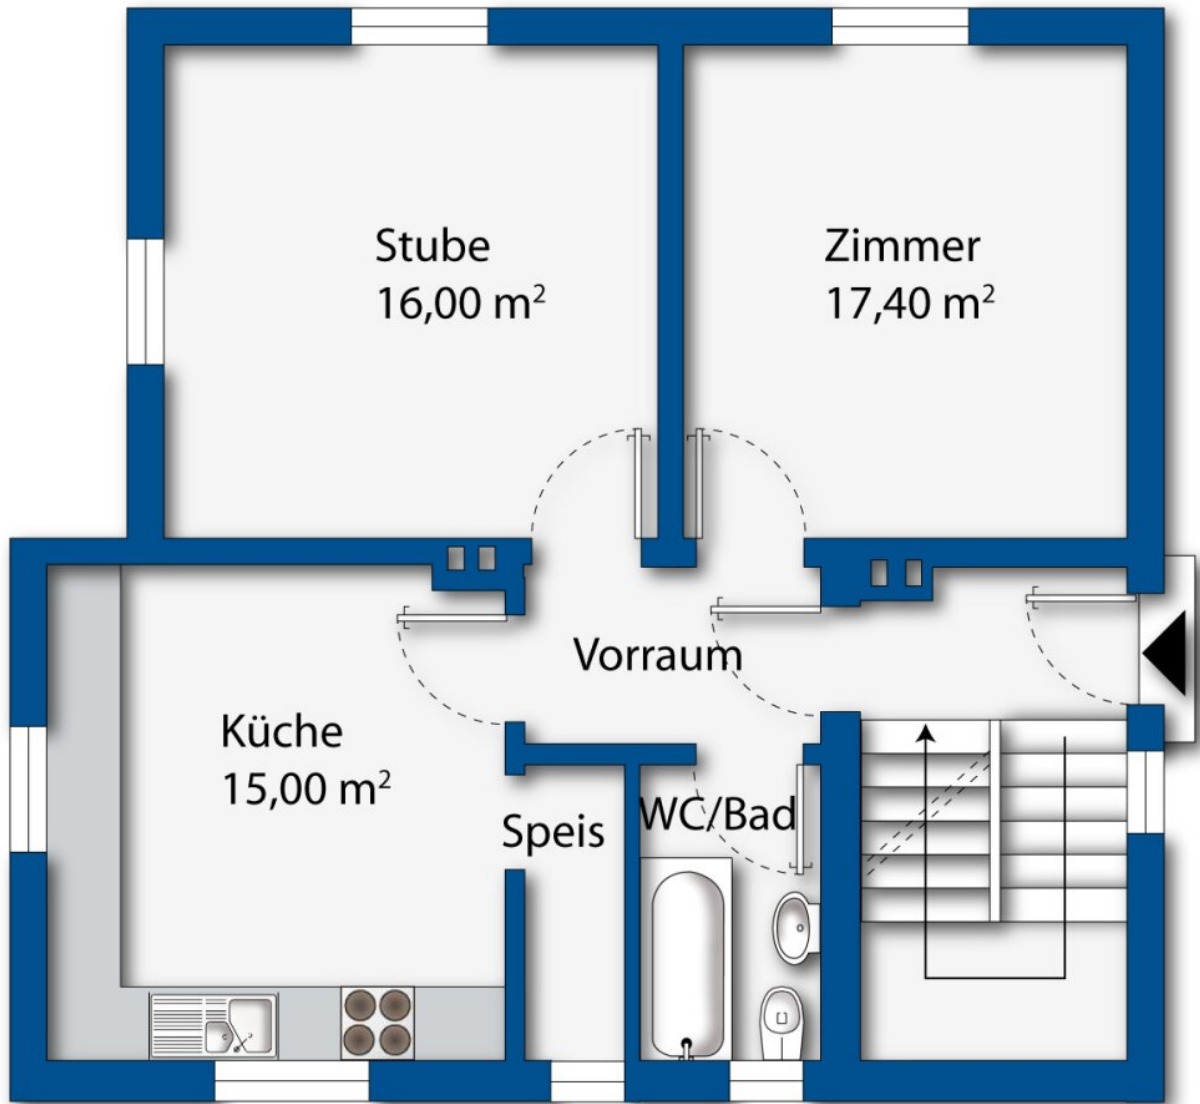 Stube
16,00 m²
Zimmer
17,40 m²
Vorraum
Küche
15,00 m²
Speis
WC/Bad